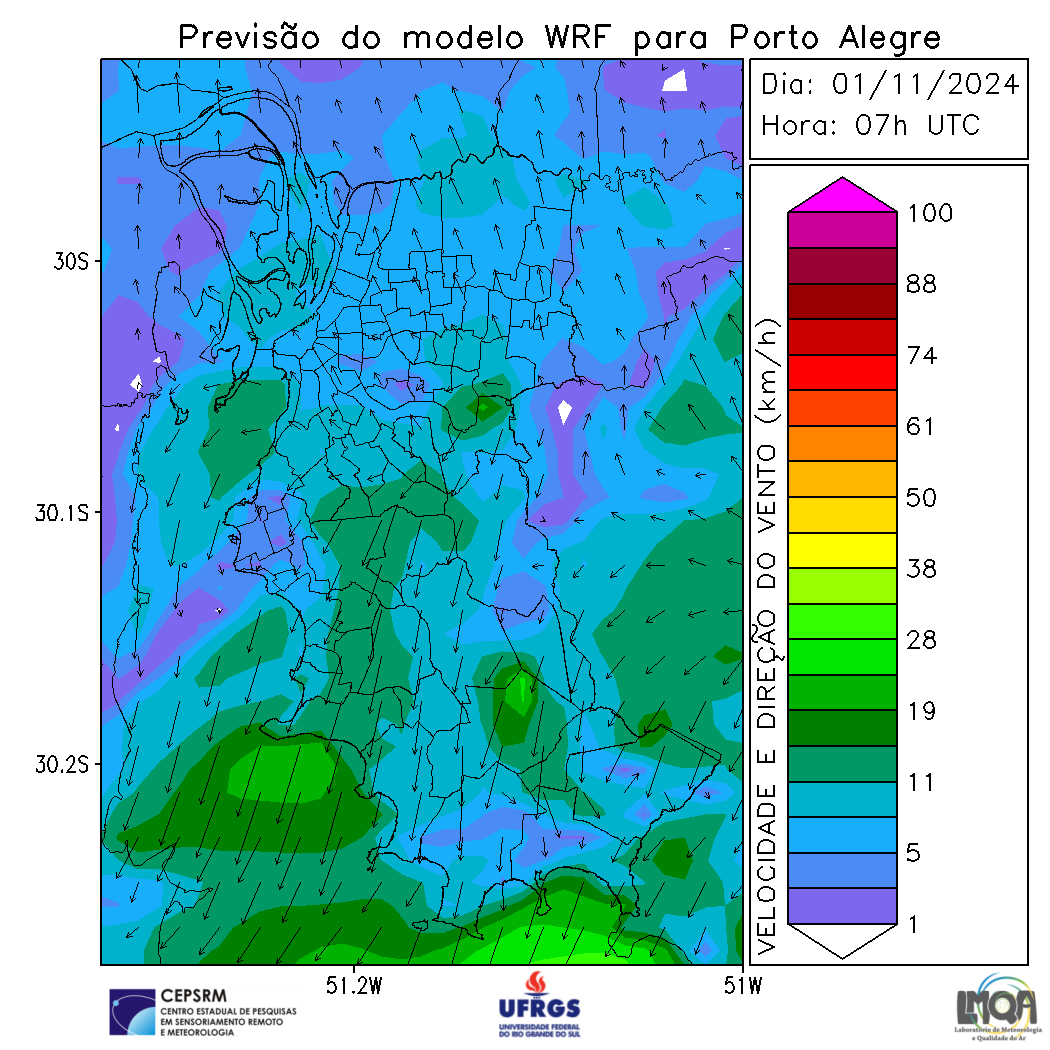 Previsão do modelo WRF para Porto Alegre
Dia: 01/11/2024
Hora: 07h UTC
30S
30.1S
30.2S
51.2W
51W
VELOCIDADE E DIREÇÃO DO VENTO (km/h)
100
88
74
61
50
38
28
19
11
5
1
CEPSRM
CENTRO ESTADUAL DE PESQUISAS
EM SENSORIAMENTO REMOTO
E METEOROLOGIA
UFRGS
UNIVERSIDADE FEDERAL
DO RIO GRANDE DO SUL
LMQA
Laboratório de Meteorologia
e Qualidade do Ar